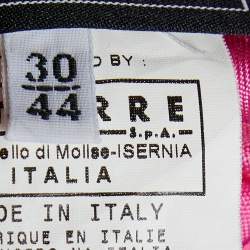 30
44
D BY :
RRE
S.p.A.
ello di Molise-ISERNIA
ITALIA
DE IN ITALY
RIQUE EN ITALIE